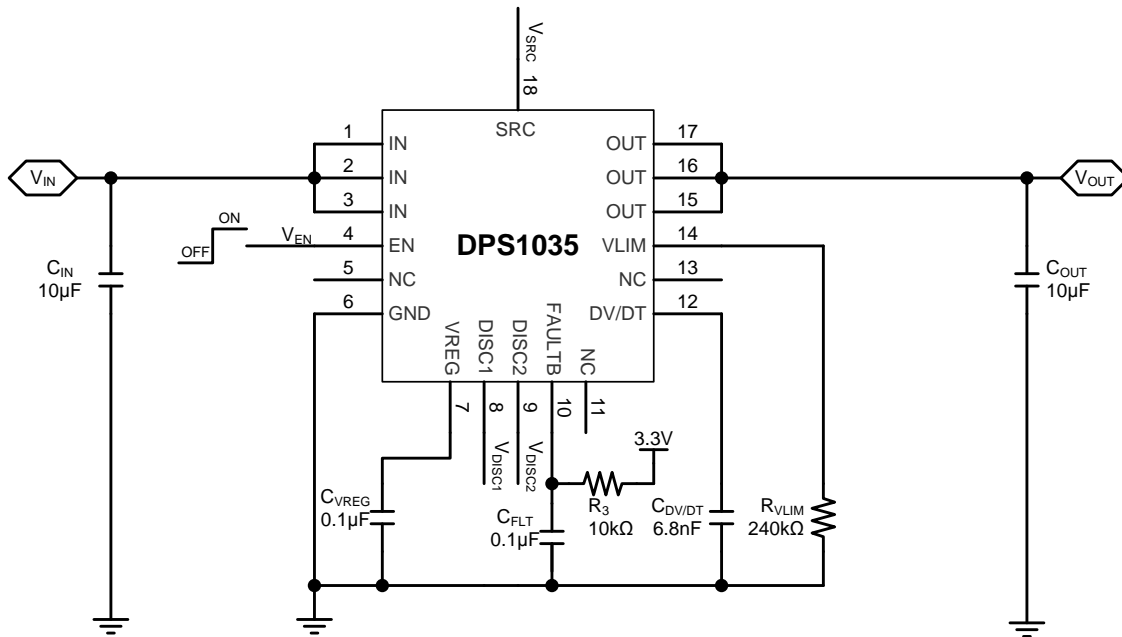 VSRC
18
SRC
1
IN
OUT
17
VIN
2
IN
OUT
16
VOUT
3
IN
OUT
15
ON
OFF
VEN
4
EN
DPS1035
VLIM
14
CIN
10µF
5
NC
NC
13
COUT
10µF
6
GND
DV/DT
12
VREG
DISC1
DISC2
FAULTB
NC
7
8
9
10
11
VDISC1
VDISC2
3.3V
CVREG
0.1µF
CFLT
0.1µF
R3
10kΩ
CDV/DT
6.8nF
RVLIM
240kΩ